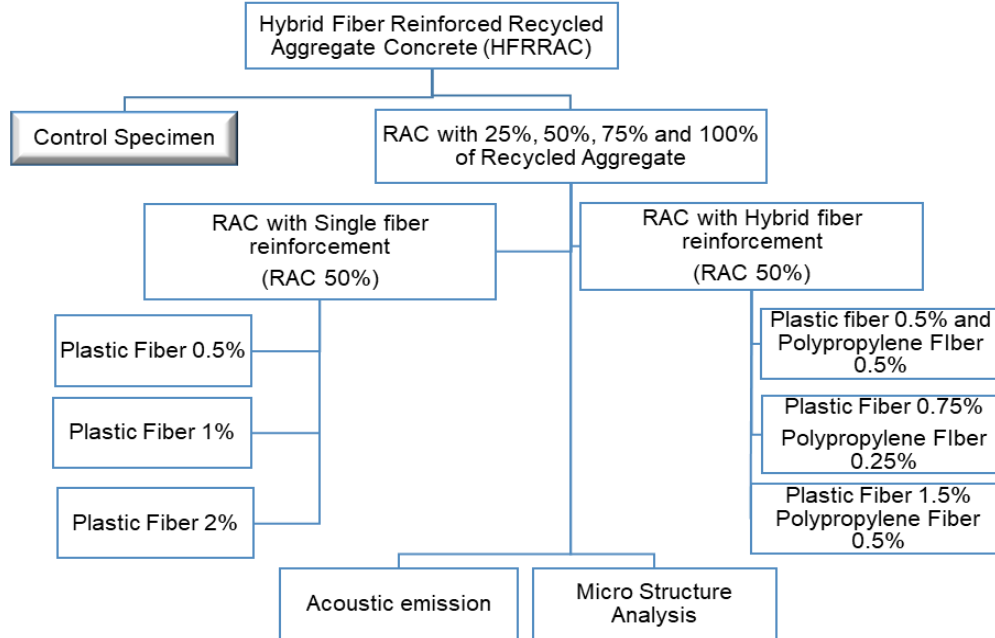 Hybrid Fiber Reinforced Recycled
Aggregate Concrete (HFRRAC)
Control Specimen
RAC with 25%, 50%, 75% and 100%
of Recycled Aggregate
RAC with Single fiber
reinforcement
(RAC 50%)
RAC with Hybrid fiber
reinforcement
(RAC 50%)
Plastic Fiber 0.5%
Plastic Fiber 1%
Plastic Fiber 2%
Plastic fiber 0.5% and
Polypropylene FIber
0.5%
Plastic Fiber 0.75%
Polypropylene FIber
0.25%
Plastic Fiber 1.5%
Polypropylene Fiber
0.5%
Acoustic emission
Micro Structure
Analysis